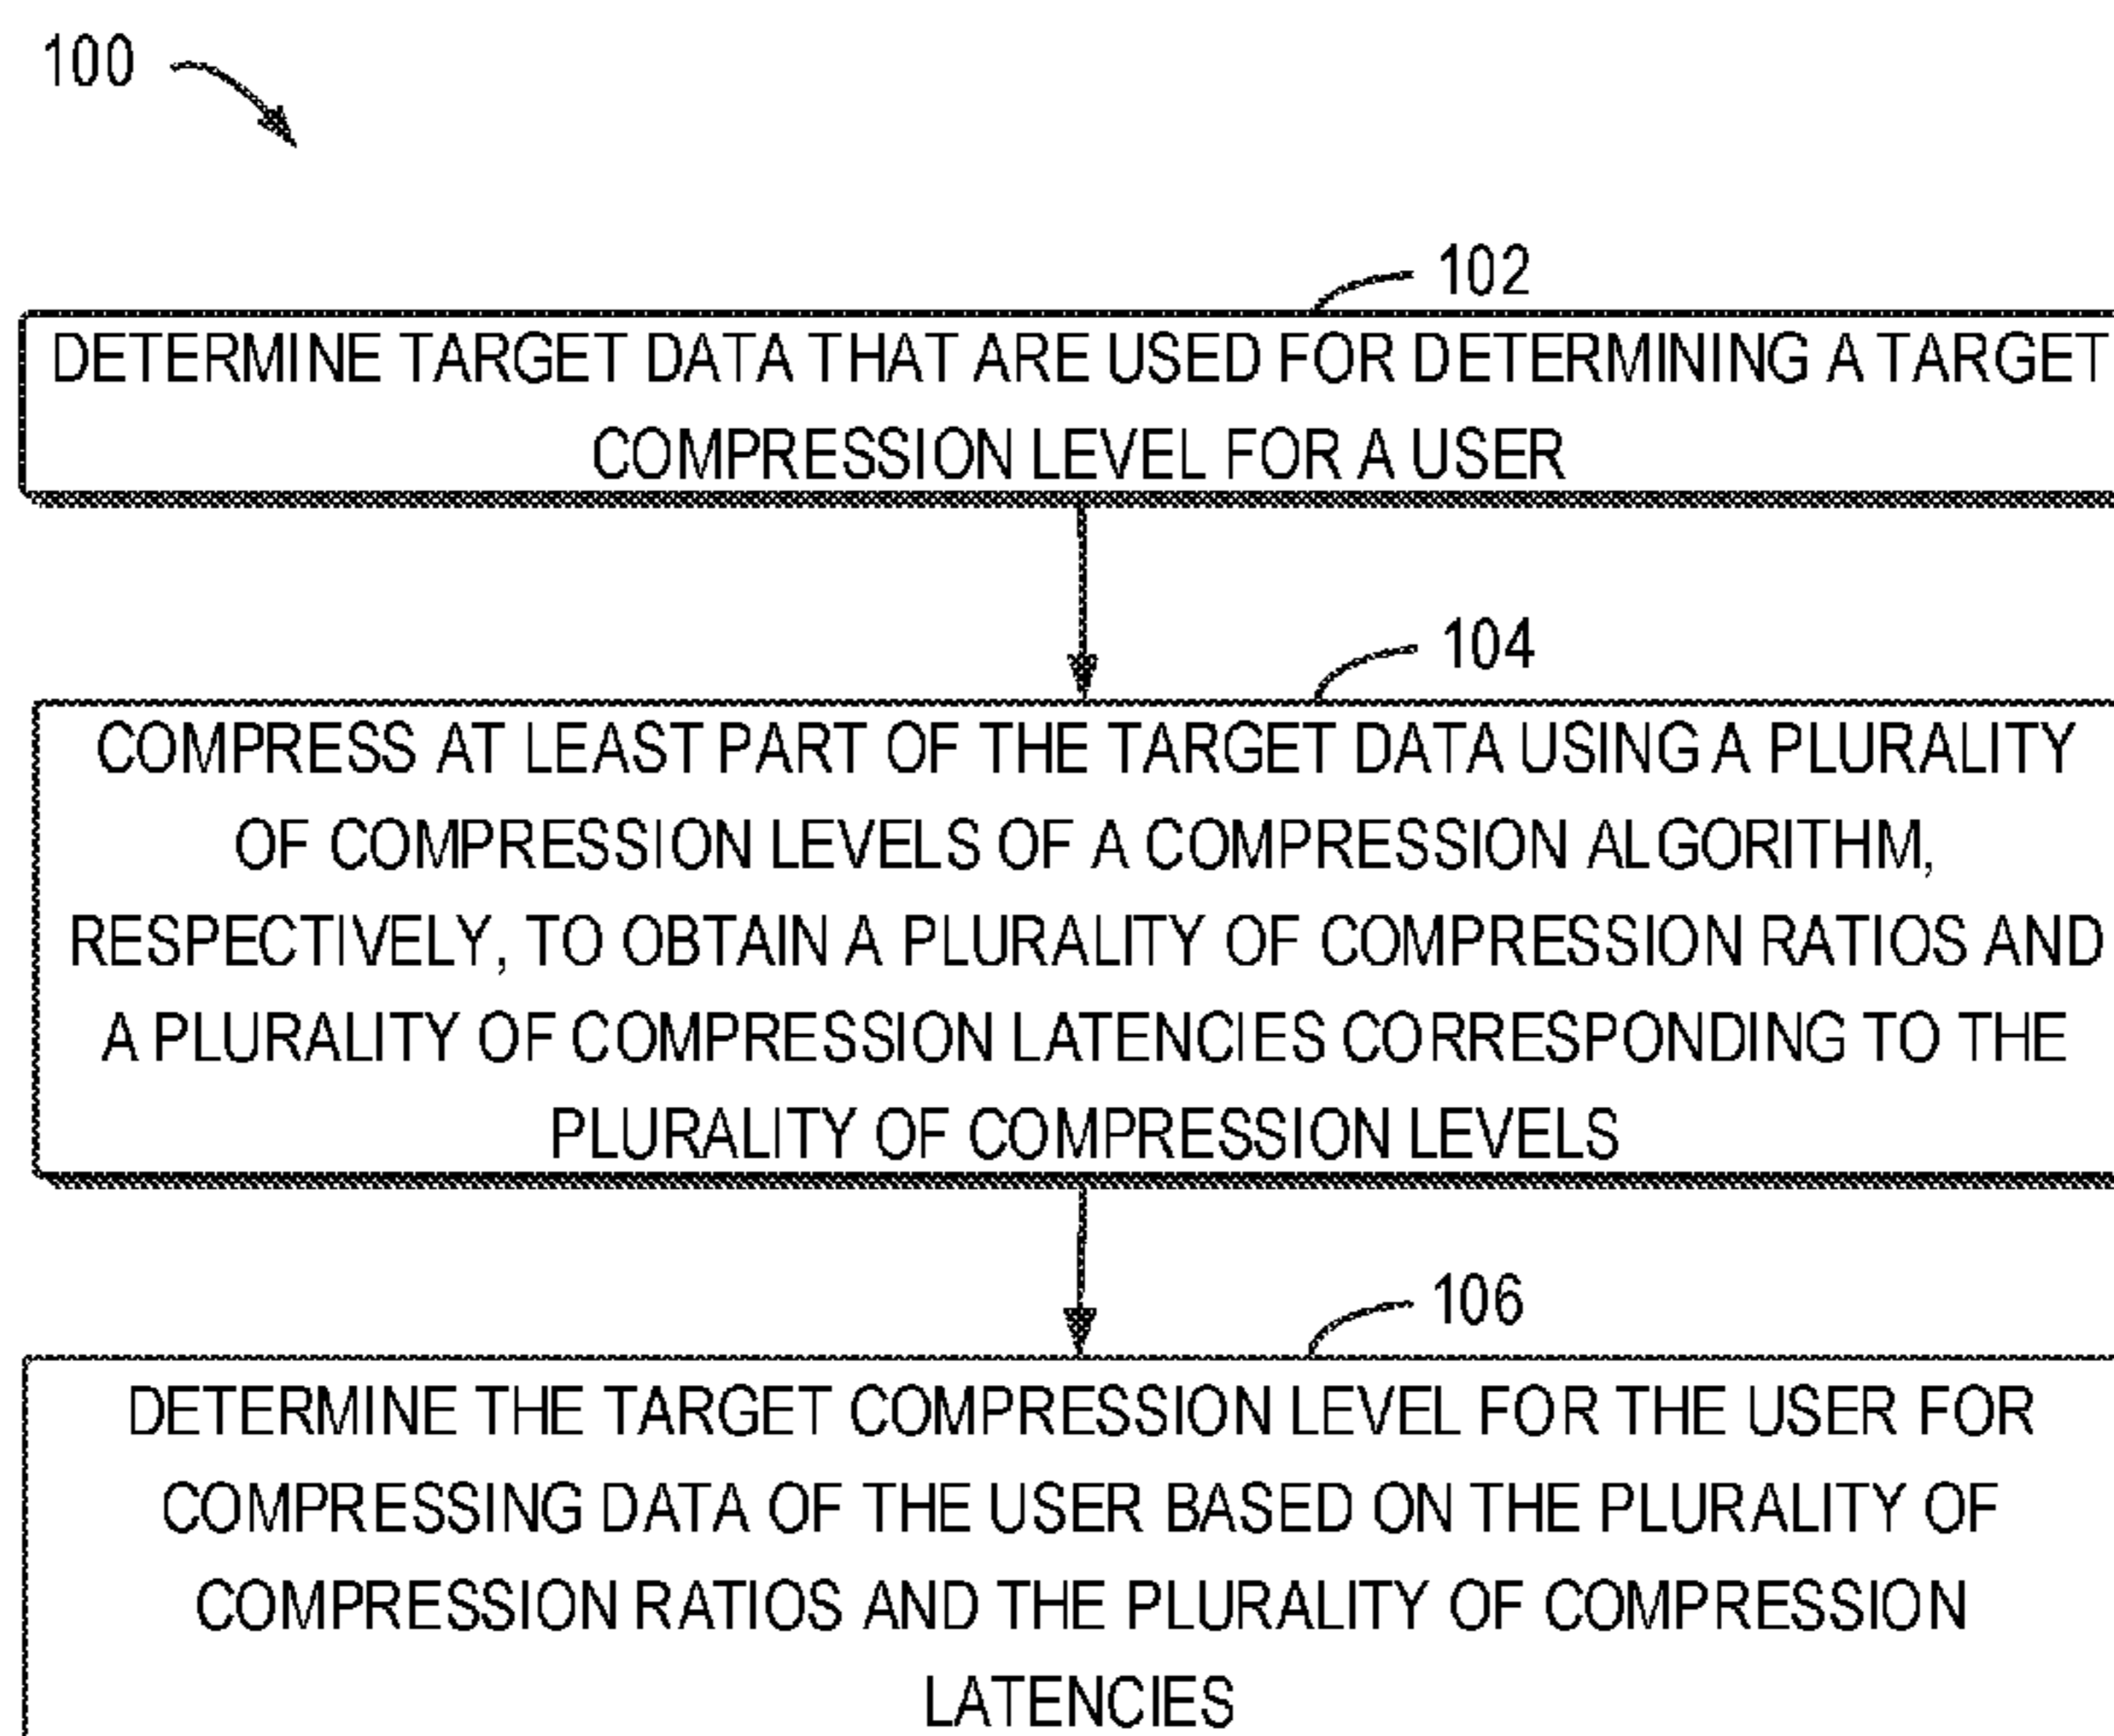 100
102
DETERMINE TARGET DATA THAT ARE USED FOR DETERMINING A TARGET
COMPRESSION LEVEL FOR A USER
104
COMPRESS AT LEAST PART OF THE TARGET DATA USING A PLURALITY
OF COMPRESSION LEVELS OF A COMPRESSION ALGORITHM,
RESPECTIVELY, TO OBTAIN A PLURALITY OF COMPRESSION RATIOS AND
A PLURALITY OF COMPRESSION LATENCIES CORRESPONDING TO THE
PLURALITY OF COMPRESSION LEVELS
106
DETERMINE THE TARGET COMPRESSION LEVEL FOR THE USER FOR
COMPRESSING DATA OF THE USER BASED ON THE PLURALITY OF
COMPRESSION RATIOS AND THE PLURALITY OF COMPRESSION
LATENCIES